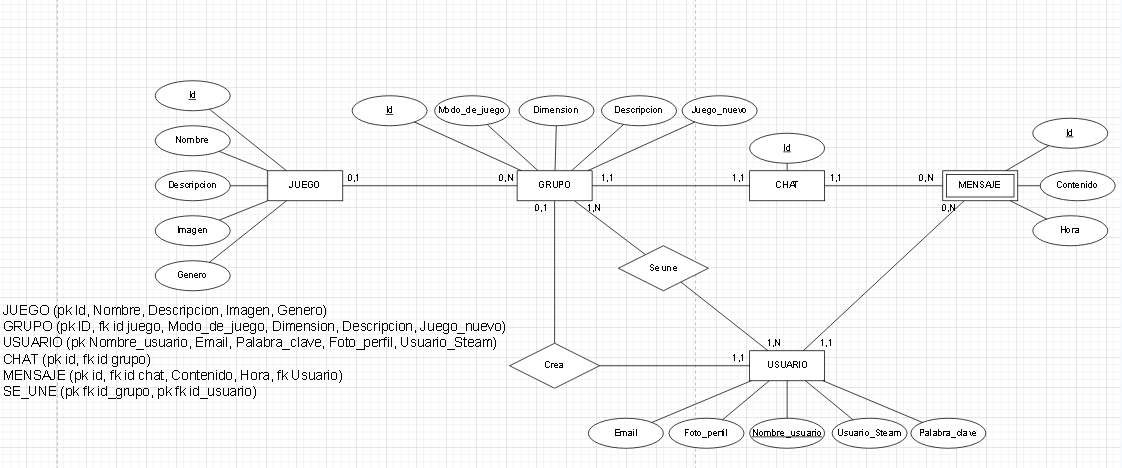 Id
Nombre
Descripcion
Imagen
Genero
JUEGO
0,1
0,N
Id
Modo_de_juego
Dimension
Descripcion
Juego_nuevo
GRUPO
1,1
1,1
0,1
1,N
Id
CHAT
1,1
0,N
Id
MENSAJE
Contenido
Hora
0,N
Se une
Crea
1,1
1,N
1,1
USUARIO
Email
Foto_perfil
Nombre_usuario
Usuario_Steam
Palabra_clave
JUEGO (pk Id, Nombre, Descripcion, Imagen, Genero)
GRUPO (pk ID, fk id juego, Modo_de_juego, Dimension, Descripcion, Juego_nuevo)
USUARIO (pk Nombre_usuario, Email, Palabra_clave, Foto_perfil, Usuario_Steam)
CHAT (pk id, fk id grupo)
MENSAJE (pk id, fk id chat, Contenido, Hora, fk Usuario)
SE_UNE (pk fk id_grupo, pk fk id_usuario)